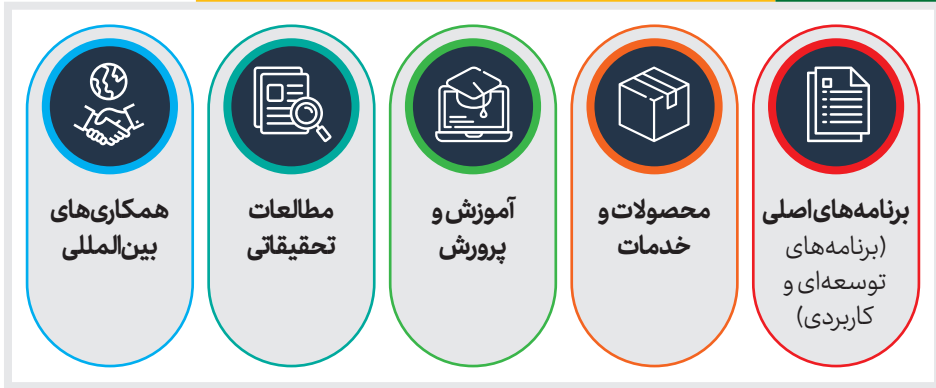 برنامه‌های اصلی
(برنامه‌های
توسعه‌ای و
کاربردی)
محصولات و
خدمات
آموزش و
پرورش
مطالعات
تحقیقاتی
همکاری‌های
بین‌المللی